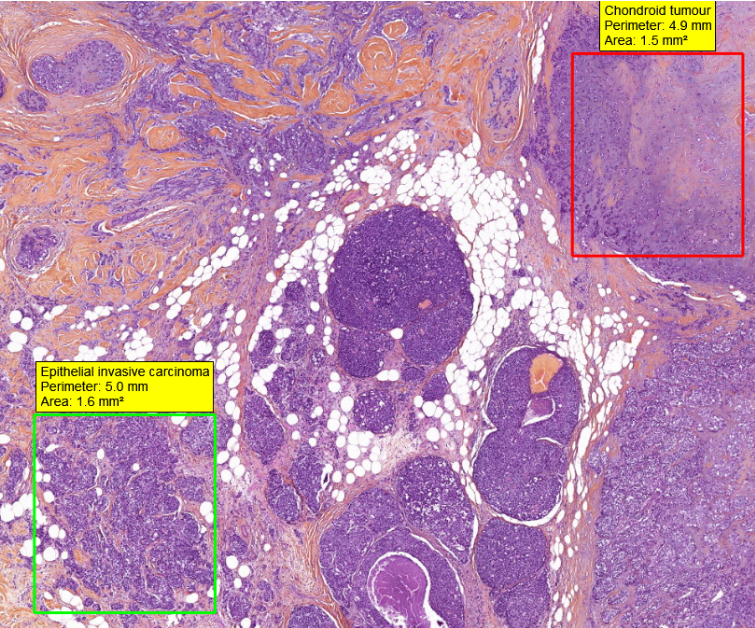 Chondroid tumour
Perimeter: 4.9 mm
Area: 1.5 mm²
Epithelial invasive carcinoma
Perimeter: 5.0 mm
Area: 1.6 mm²